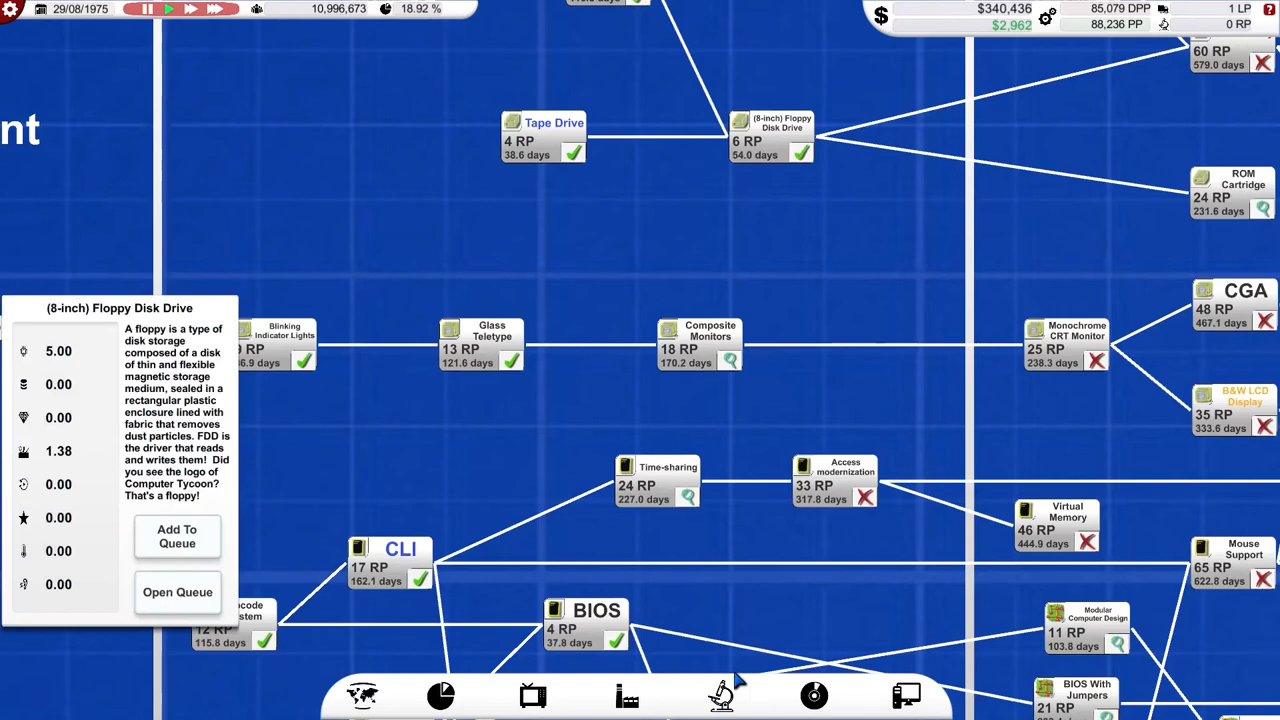 29/08/1975
10,996,673
18.92 %
$340,436
$2,962
85,079 DPP
88,236 PP
1 LP
0 RP
60 RP
579.0 days
nt
Tape Drive
4 RP
38.6 days
(8-inch) Floppy
Disk Drive
6 RP
54.0 days
ROM
Cartridge
24 RP
231.6 days
(8-inch) Floppy Disk Drive
5.00
0.00
0.00
1.38
0.00
0.00
0.00
0.00
A floppy is a type of
disk storage
composed of a disk
of thin and flexible
magnetic storage
medium, sealed in a
rectangular plastic
enclosure lined with
fabric that removes
dust particles. FDD is
the driver that reads
and writes them! Did
you see the logo of
Computer Tycoon?
That's a floppy!
Add To
Queue
Open Queue
Blinking
Indicator Lights
RP
days
Glass
Teletype
13 RP
121.6 days
Composite
Monitors
18 RP
170.2 days
Monochrome
CRT Monitor
25 RP
238.3 days
CGA
48 RP
467.1 days
B&W LCD
Display
35 RP
333.6 days
Time-sharing
24 RP
227.0 days
Access
modernization
33 RP
317.8 days
Virtual
Memory
46 RP
444.9 days
Mouse
Support
65 RP
622.8 days
CLI
17 RP
162.1 days
12 RP
115.8 days
BIOS
4 RP
37.8 days
Modular
Computer Design
11 RP
103.8 days
BIOS With
Jumpers
21 RP